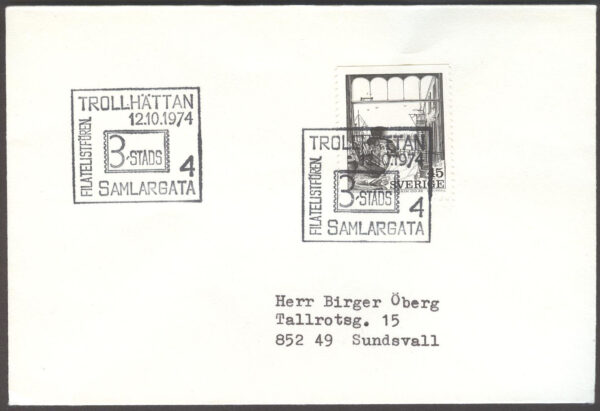 TROLLHÄTTAN
12.10.1974
FILATELISTFÖREN.
3-STADS
4
SAMLARGATA
TROLLHÄTTAN
12.10.1974
FILATELISTFÖREN.
3-STADS
4
SAMLARGATA
45
SVERIGE
Herr Birger Öberg
Tallrotsg. 15
852 49 Sundsvall